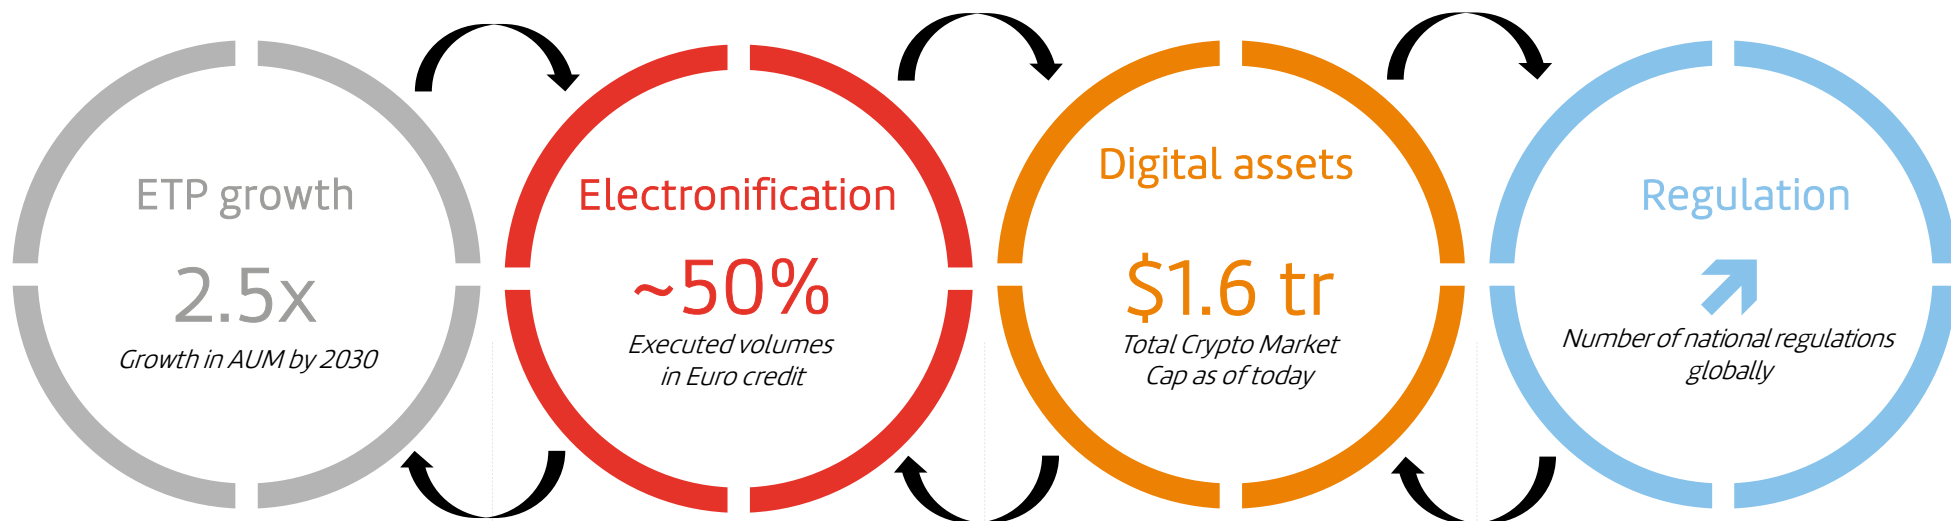 ETP growth
2.5x
Growth in AUM by 2030
Electronification
~50%
Executed volumes
in Euro credit
Digital assets
$1.6 tr
Total Crypto Market
Cap as of today
Regulation
Number of national regulations
globally